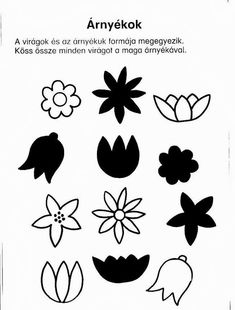 Árnyékok
A virágok és az árnyékuk formája megegyezik.
Köss össze minden virágot a maga árnyékával.